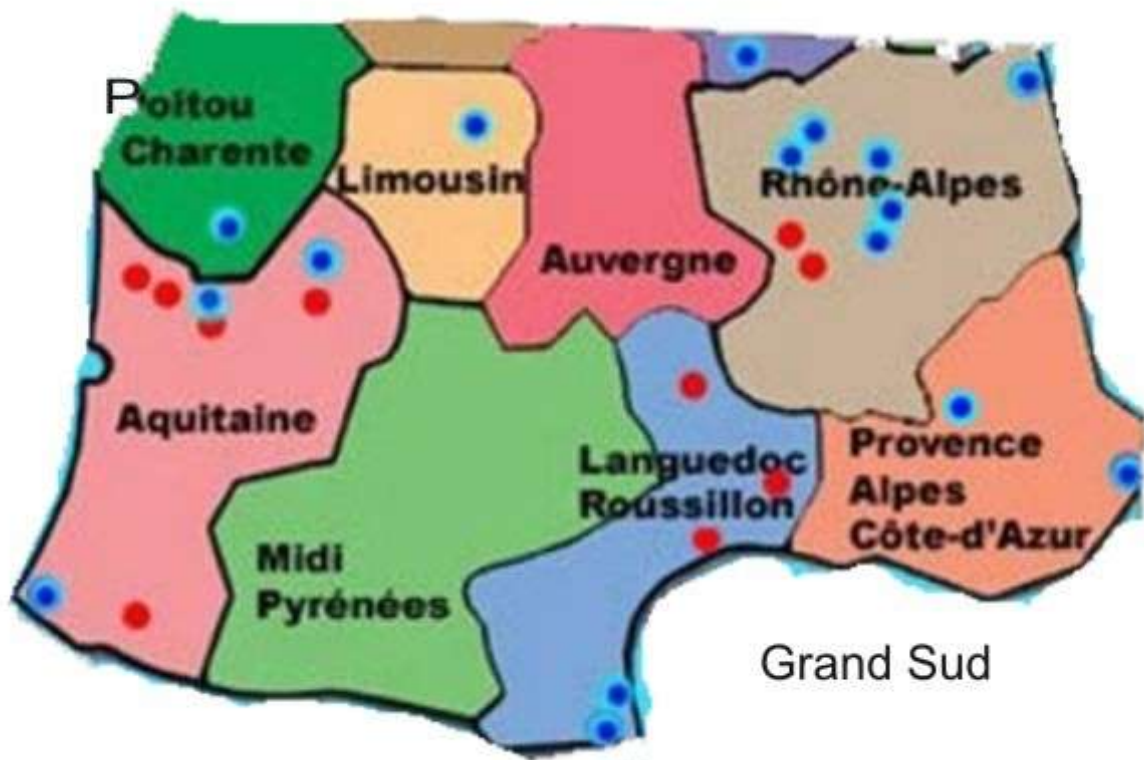 Poitou
Charente
Limousin
Rhône-Alpes
Auvergne
Aquitaine
Languedoc
Roussillon
Provence
Alpes
Côte-d'Azur
Midi
Pyrénées
Grand Sud